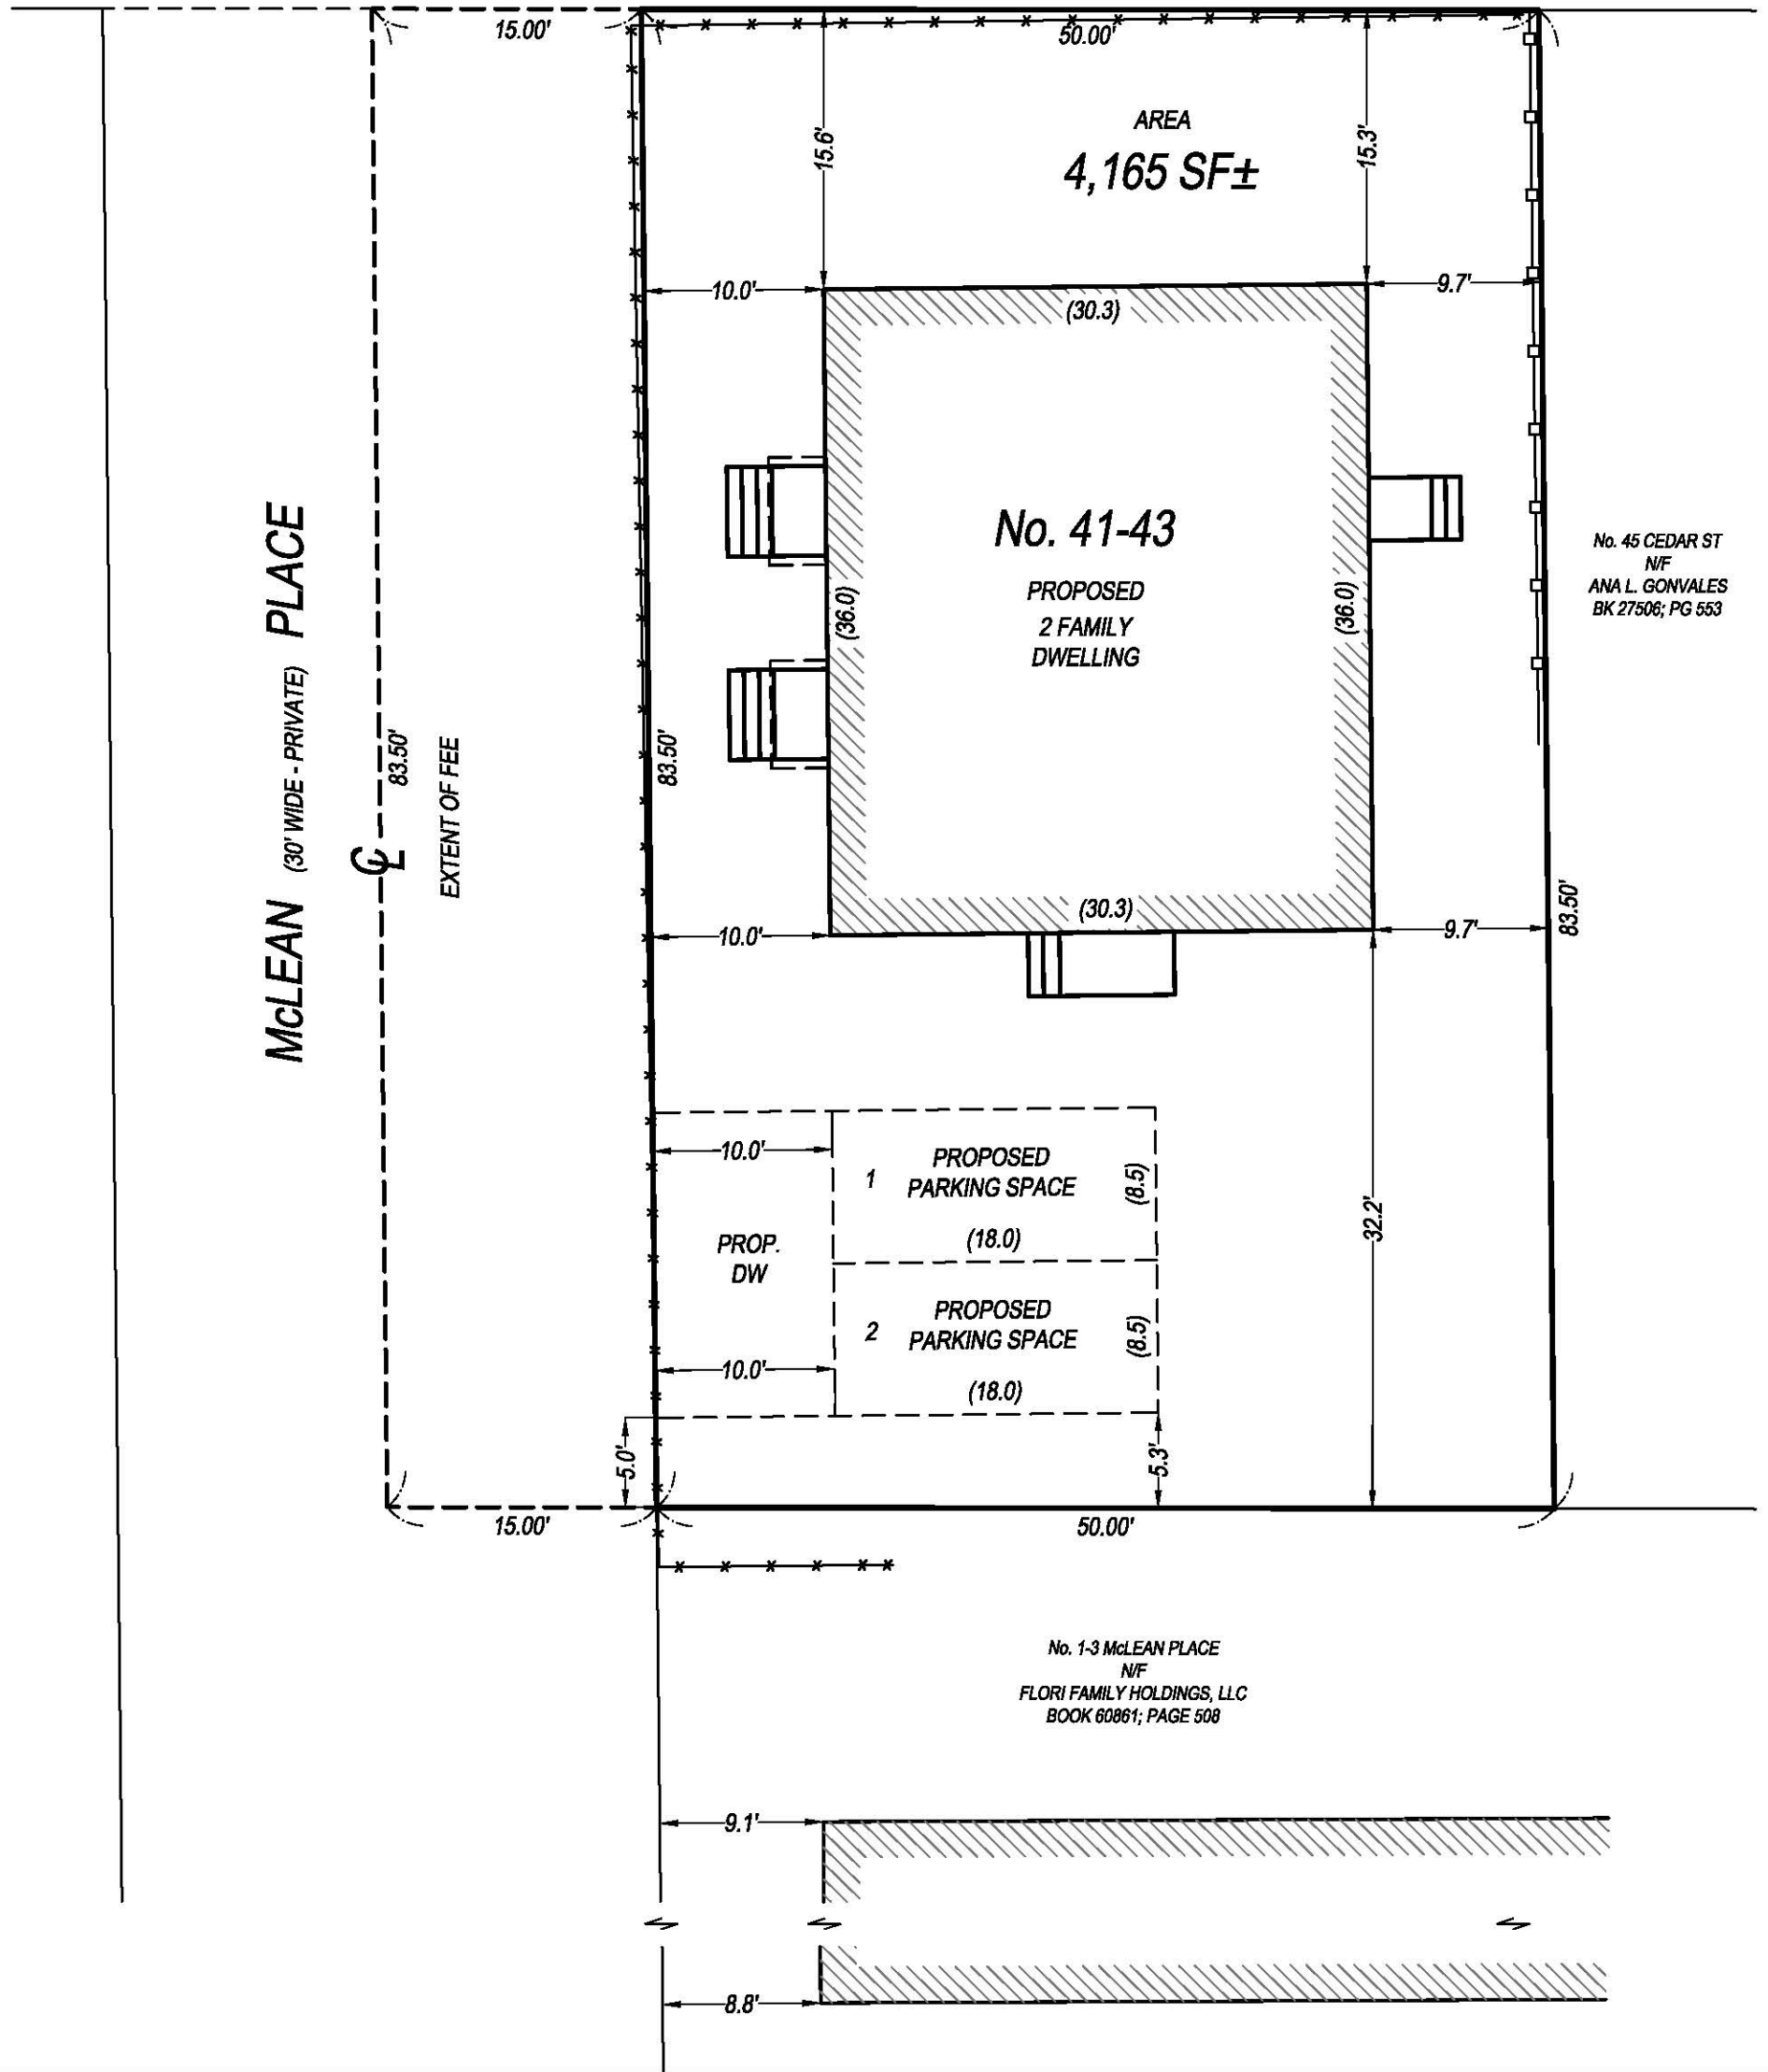 15.00'
50.00'
AREA
4,165 SF±
15.6'
15.3'
10.0'
9.7'
(30.3)
No. 41-43
PROPOSED
2 FAMILY
DWELLING
(36.0)
(36.0)
No. 45 CEDAR ST
N/F
ANA L. GONVALES
BK 27506; PG 553
McLEAN (30' WIDE - PRIVATE) PLACE
83.50'
CL
EXTENT OF FEE
83.50'
83.50'
(30.3)
10.0'
9.7'
10.0'
1
PROPOSED
PARKING SPACE
(8.5)
(18.0)
32.2'
PROP.
DW
2
PROPOSED
PARKING SPACE
(8.5)
10.0'
(18.0)
5.0'
5.3'
15.00'
50.00'
No. 1-3 McLEAN PLACE
N/F
FLORI FAMILY HOLDINGS, LLC
BOOK 60861; PAGE 508
9.1'
8.8'